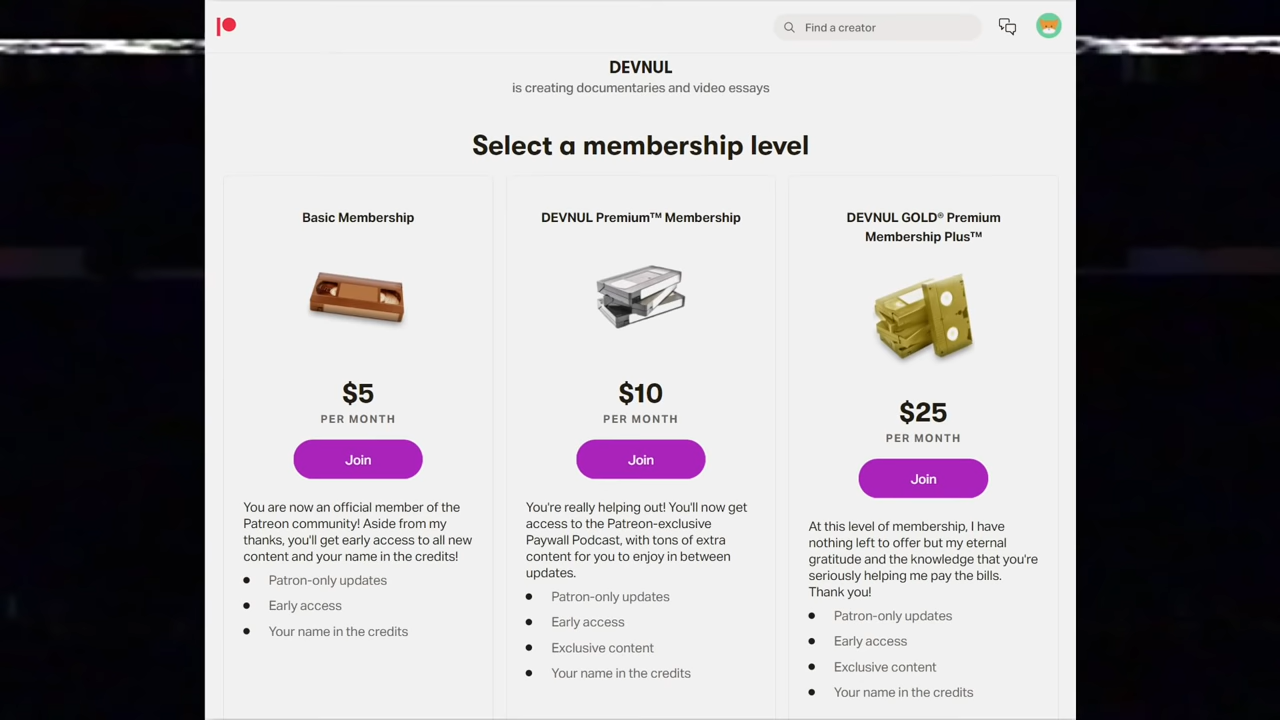 Find a creator
DEVNUL
is creating documentaries and video essays
Select a membership level
Basic Membership
$5
PER MONTH
Join
You are now an official member of the
Patreon community! Aside from my
thanks, you'll get early access to all new
content and your name in the credits!
Patron-only updates
Early access
Your name in the credits
DEVNUL Premium™ Membership
$10
PER MONTH
Join
You're really helping out! You'll now get
access to the Patreon-exclusive
Paywall Podcast, with tons of extra
content for you to enjoy in between
updates.
Patron-only updates
Early access
Exclusive content
Your name in the credits
DEVNUL GOLD® Premium
Membership Plus™
$25
PER MONTH
Join
At this level of membership, I have
nothing left to offer but my eternal
gratitude and the knowledge that you're
seriously helping me pay the bills.
Thank you!
Patron-only updates
Early access
Exclusive content
Your name in the credits